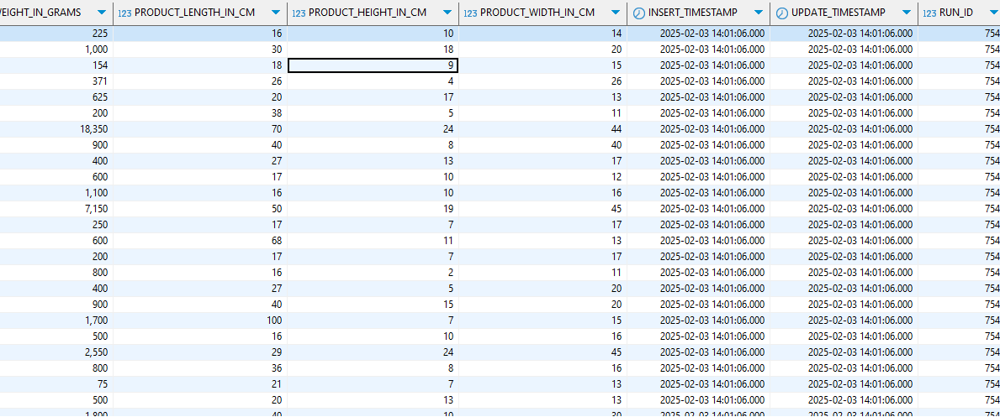 WEIGHT_IN_GRAMS 123 PRODUCT_LENGTH_IN_CM 123 PRODUCT_HEIGHT_IN_CM 123 PRODUCT_WIDTH_IN_CM INSERT_TIMESTAMP UPDATE_TIMESTAMP 123 RUN_ID
225 16 10 14 2025-02-03 14:01:06.000 2025-02-03 14:01:06.000 754
1,000 30 18 20 2025-02-03 14:01:06.000 2025-02-03 14:01:06.000 754
154 18 9 15 2025-02-03 14:01:06.000 2025-02-03 14:01:06.000 754
371 26 4 26 2025-02-03 14:01:06.000 2025-02-03 14:01:06.000 754
625 20 17 13 2025-02-03 14:01:06.000 2025-02-03 14:01:06.000 754
200 38 5 11 2025-02-03 14:01:06.000 2025-02-03 14:01:06.000 754
18,350 70 24 44 2025-02-03 14:01:06.000 2025-02-03 14:01:06.000 754
900 40 8 40 2025-02-03 14:01:06.000 2025-02-03 14:01:06.000 754
400 27 13 17 2025-02-03 14:01:06.000 2025-02-03 14:01:06.000 754
600 17 10 12 2025-02-03 14:01:06.000 2025-02-03 14:01:06.000 754
1,100 16 10 16 2025-02-03 14:01:06.000 2025-02-03 14:01:06.000 754
7,150 50 19 45 2025-02-03 14:01:06.000 2025-02-03 14:01:06.000 754
250 17 7 17 2025-02-03 14:01:06.000 2025-02-03 14:01:06.000 754
600 68 11 13 2025-02-03 14:01:06.000 2025-02-03 14:01:06.000 754
200 17 7 17 2025-02-03 14:01:06.000 2025-02-03 14:01:06.000 754
800 16 2 11 2025-02-03 14:01:06.000 2025-02-03 14:01:06.000 754
400 27 5 20 2025-02-03 14:01:06.000 2025-02-03 14:01:06.000 754
900 40 15 20 2025-02-03 14:01:06.000 2025-02-03 14:01:06.000 754
1,700 100 7 15 2025-02-03 14:01:06.000 2025-02-03 14:01:06.000 754
500 16 10 16 2025-02-03 14:01:06.000 2025-02-03 14:01:06.000 754
2,550 29 24 45 2025-02-03 14:01:06.000 2025-02-03 14:01:06.000 754
800 36 8 16 2025-02-03 14:01:06.000 2025-02-03 14:01:06.000 754
75 21 7 13 2025-02-03 14:01:06.000 2025-02-03 14:01:06.000 754
500 20 13 13 2025-02-03 14:01:06.000 2025-02-03 14:01:06.000 754
1,800 40 10 30 2025-02-03 14:01:06.000 2025-02-03 14:01:06.000 754